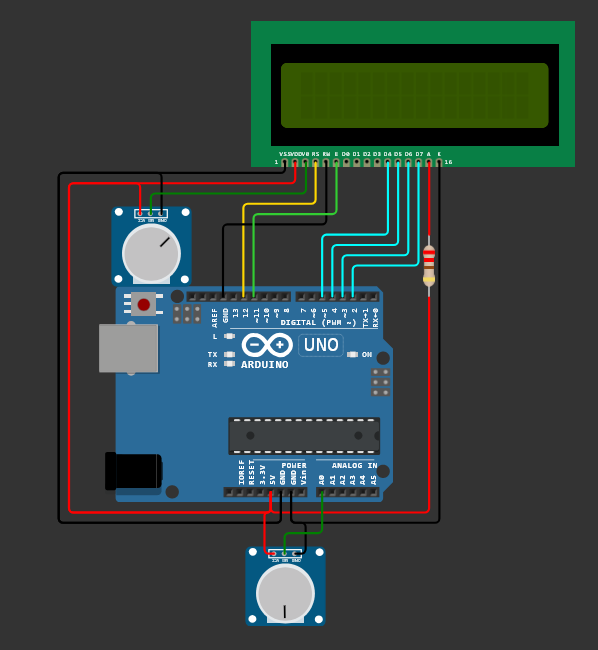 VSS VDD V0 RS RW E D0 D1 D2 D3 D4 D5 D6 D7 A K
1 16
VCC SIG GND
AREF GND 13 12 ~11 ~10 ~9 8 7 ~6 ~5 4 ~3 2 TX→1 RX←0
DIGITAL (PWM ~)
L
UNO
TX ON
RX
ARDUINO
POWER ANALOG IN
IOREF RESET 3.3V 5V GND GND Vin A0 A1 A2 A3 A4 A5
VCC SIG GND